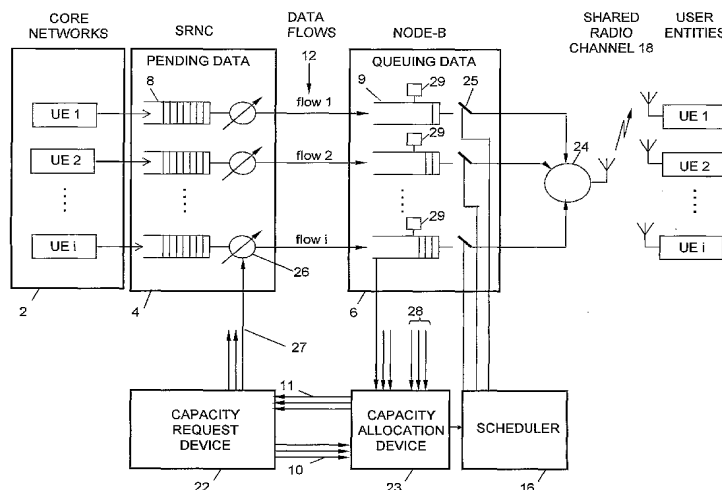 CORE NETWORKS
SRNC
DATA FLOWS
NODE-B
SHARED RADIO CHANNEL 18
USER ENTITIES
PENDING DATA
8
12
QUEUING DATA
9
29
25
UE 1
flow 1
UE 1
29
24
UE 2
flow 2
UE 2
29
UE i
flow i
UE i
26
2
4
6
27
28
11
CAPACITY REQUEST DEVICE
CAPACITY ALLOCATION DEVICE
SCHEDULER
10
22
23
16